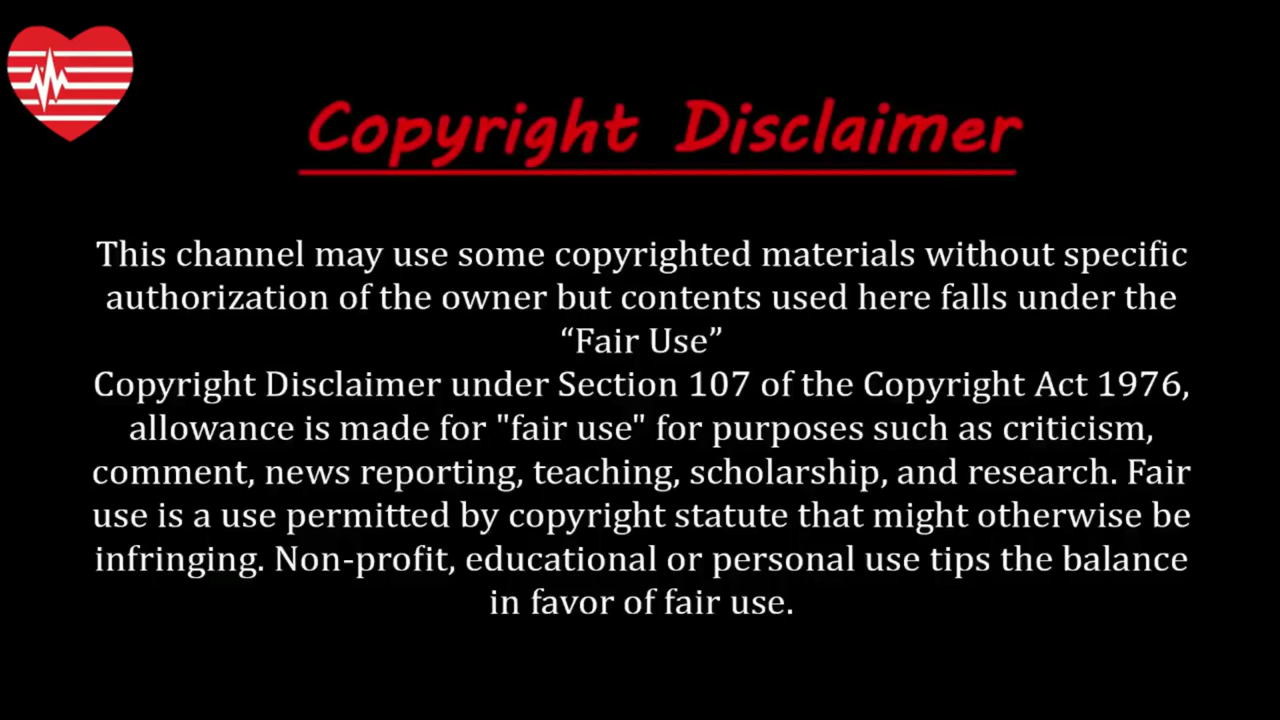 Copyright Disclaimer
This channel may use some copyrighted materials without specific
authorization of the owner but contents used here falls under the
“Fair Use”
Copyright Disclaimer under Section 107 of the Copyright Act 1976,
allowance is made for "fair use" for purposes such as criticism,
comment, news reporting, teaching, scholarship, and research. Fair
use is a use permitted by copyright statute that might otherwise be
infringing. Non-profit, educational or personal use tips the balance
in favor of fair use.